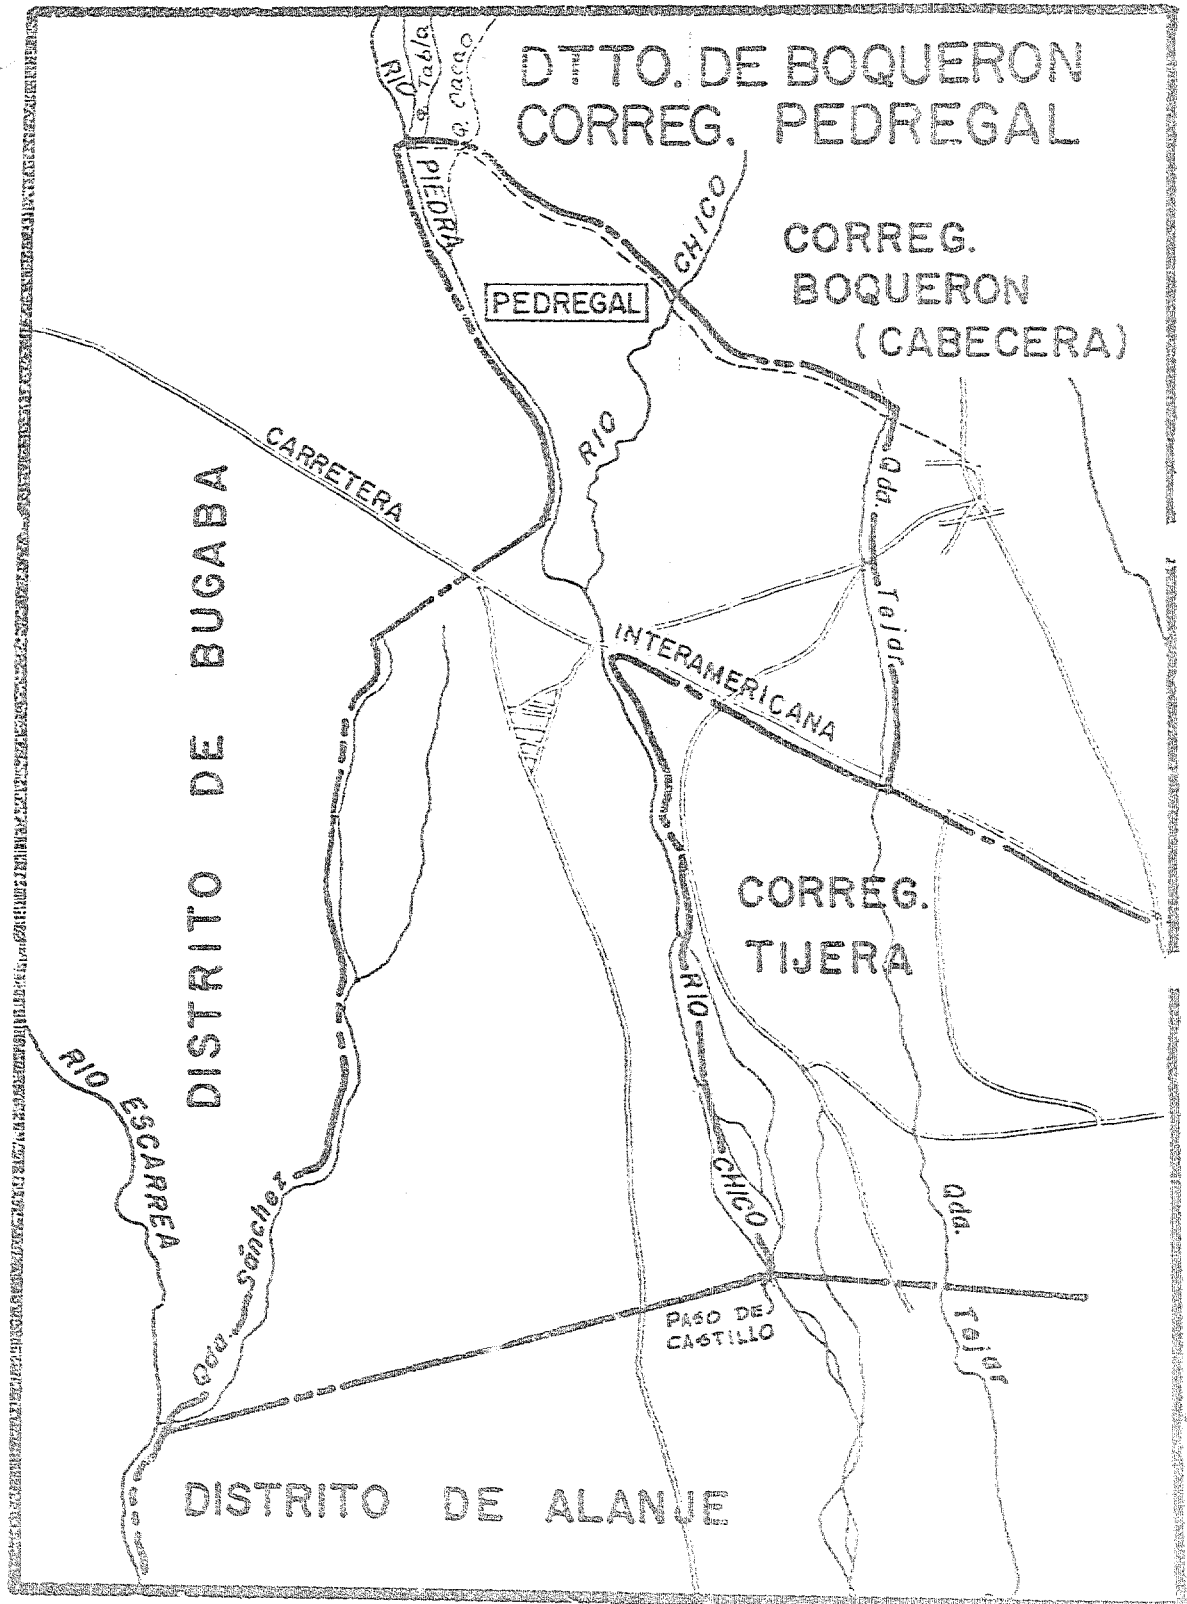 DTTO. DE BOQUERON
CORREG. PEDREGAL
RIO
Q. Tabla
Q. Cacao
PIEDRA
CHICO
CORREG.
BOQUERON
(CABECERA)
PEDREGAL
RIO
CARRETERA
Qda.
Tejar
INTERAMERICANA
DISTRITO DE BUGABA
CORREG.
TIJERA
RIO
CHICO
RIO ESCARREA
Qda. Sánchez
Qda.
Tejar
PASO DE
CASTILLO
DISTRITO DE ALANJE